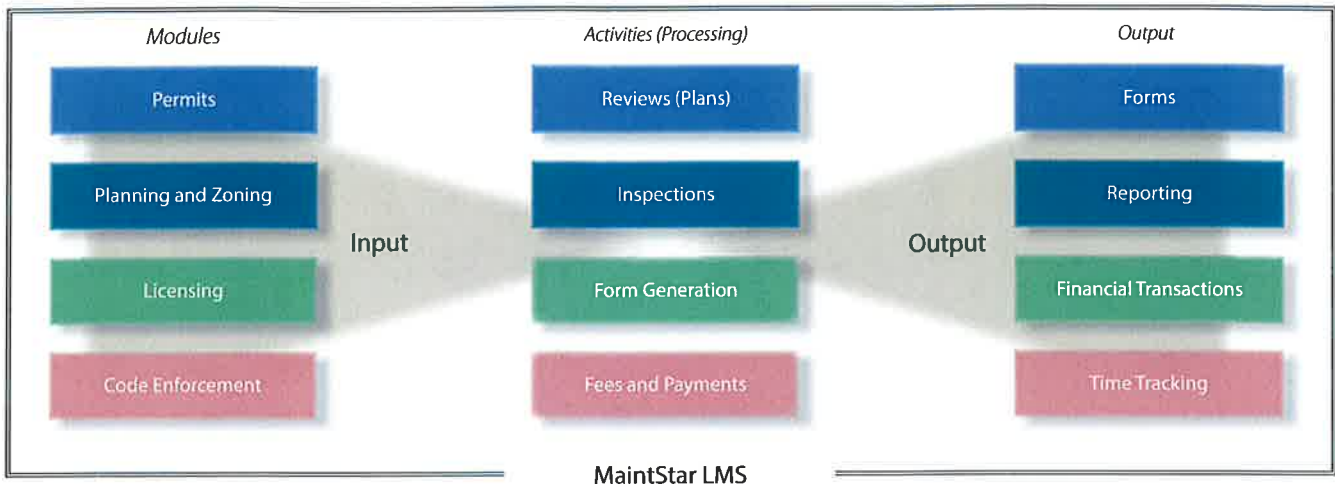 Modules
Activities (Processing)
Output
Permits
Reviews (Plans)
Forms
Planning and Zoning
Inspections
Reporting
Input
Output
Licensing
Form Generation
Financial Transactions
Code Enforcement
Fees and Payments
Time Tracking
MaintStar LMS